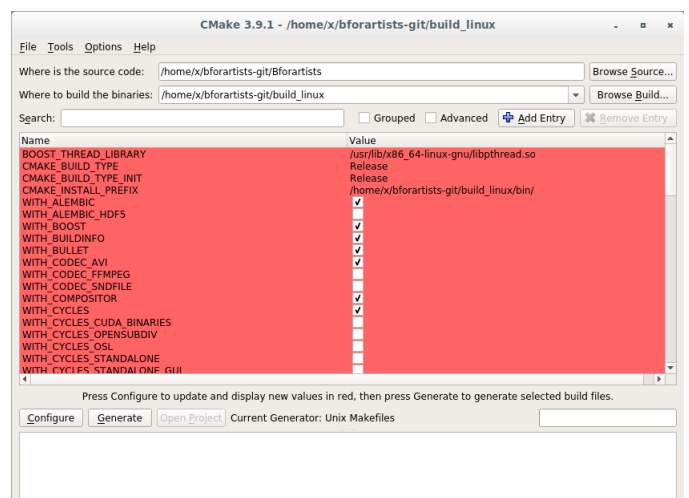 CMake 3.9.1 - /home/x/bforartists-git/build_linux
File Tools Options Help
Where is the source code: /home/x/bforartists-git/Bforartists Browse Source...
Where to build the binaries: /home/x/bforartists-git/build_linux Browse Build...
Search: Grouped Advanced Add Entry Remove Entry
Name Value
BOOST_THREAD_LIBRARY /usr/lib/x86_64-linux-gnu/libpthread.so
CMAKE_BUILD_TYPE Release
CMAKE_BUILD_TYPE_INIT Release
CMAKE_INSTALL_PREFIX /home/x/bforartists-git/build_linux/bin/
WITH_ALEMBIC
WITH_ALEMBIC_HDF5
WITH_BOOST
WITH_BUILDINFO
WITH_BULLET
WITH_CODEC_AVI
WITH_CODEC_FFMPEG
WITH_CODEC_SNDFILE
WITH_COMPOSITOR
WITH_CYCLES
WITH_CYCLES_CUDA_BINARIES
WITH_CYCLES_OPENSUBDIV
WITH_CYCLES_OSL
WITH_CYCLES_STANDALONE
WITH_CYCLES_STANDALONE_GUI
Press Configure to update and display new values in red, then press Generate to generate selected build files.
Configure Generate Open Project Current Generator: Unix Makefiles